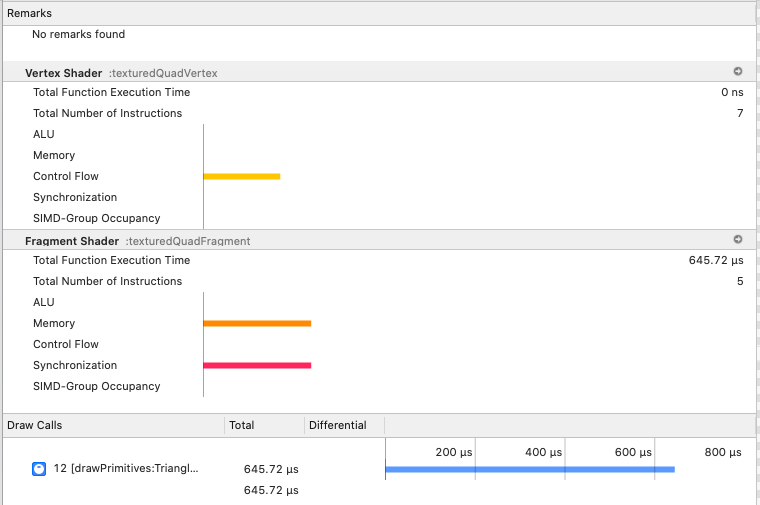 Remarks
No remarks found
Vertex Shader :texturedQuadVertex
Total Function Execution Time 0 ns
Total Number of Instructions 7
ALU
Memory
Control Flow
Synchronization
SIMD-Group Occupancy
Fragment Shader :texturedQuadFragment
Total Function Execution Time 645.72 µs
Total Number of Instructions 5
ALU
Memory
Control Flow
Synchronization
SIMD-Group Occupancy
Draw Calls Total Differential
200 µs 400 µs 600 µs 800 µs
12 [drawPrimitives:Triangl... 645.72 µs
645.72 µs